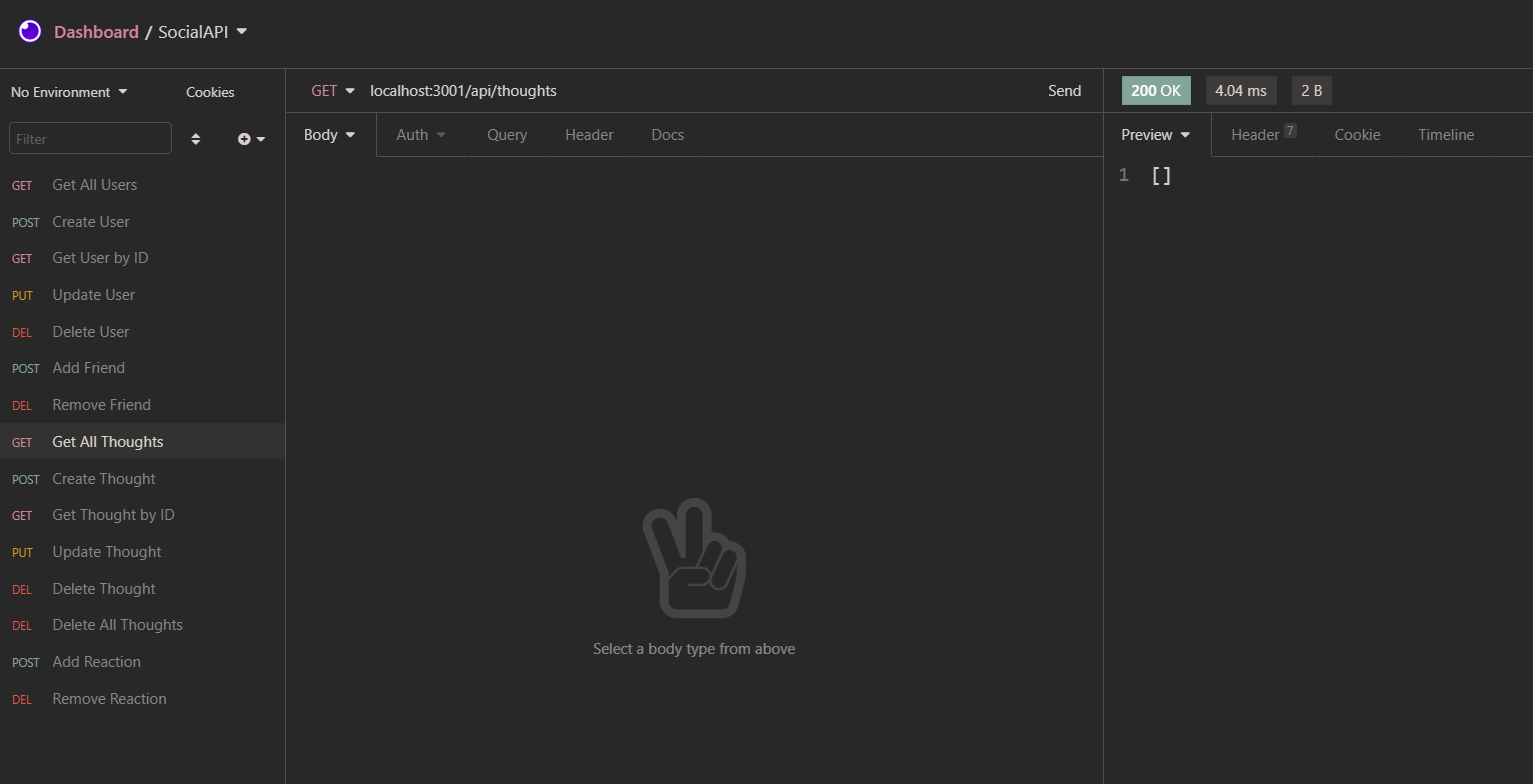 Dashboard / SocialAPI
No Environment Cookies
Filter
GET Get All Users
POST Create User
GET Get User by ID
PUT Update User
DEL Delete User
POST Add Friend
DEL Remove Friend
GET Get All Thoughts
POST Create Thought
GET Get Thought by ID
PUT Update Thought
DEL Delete Thought
DEL Delete All Thoughts
POST Add Reaction
DEL Remove Reaction
GET localhost:3001/api/thoughts Send
Body Auth Query Header Docs
Select a body type from above
200 OK 4.04 ms 2 B
Preview Header 7 Cookie Timeline
1 []